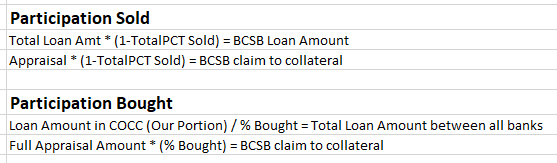 Participation Sold
Total Loan Amt * (1-TotalPCT Sold) = BCSB Loan Amount
Appraisal * (1-TotalPCT Sold) = BCSB claim to collateral
Participation Bought
Loan Amount in COCC (Our Portion) / % Bought = Total Loan Amount between all banks
Full Appraisal Amount * (% Bought) = BCSB claim to collateral